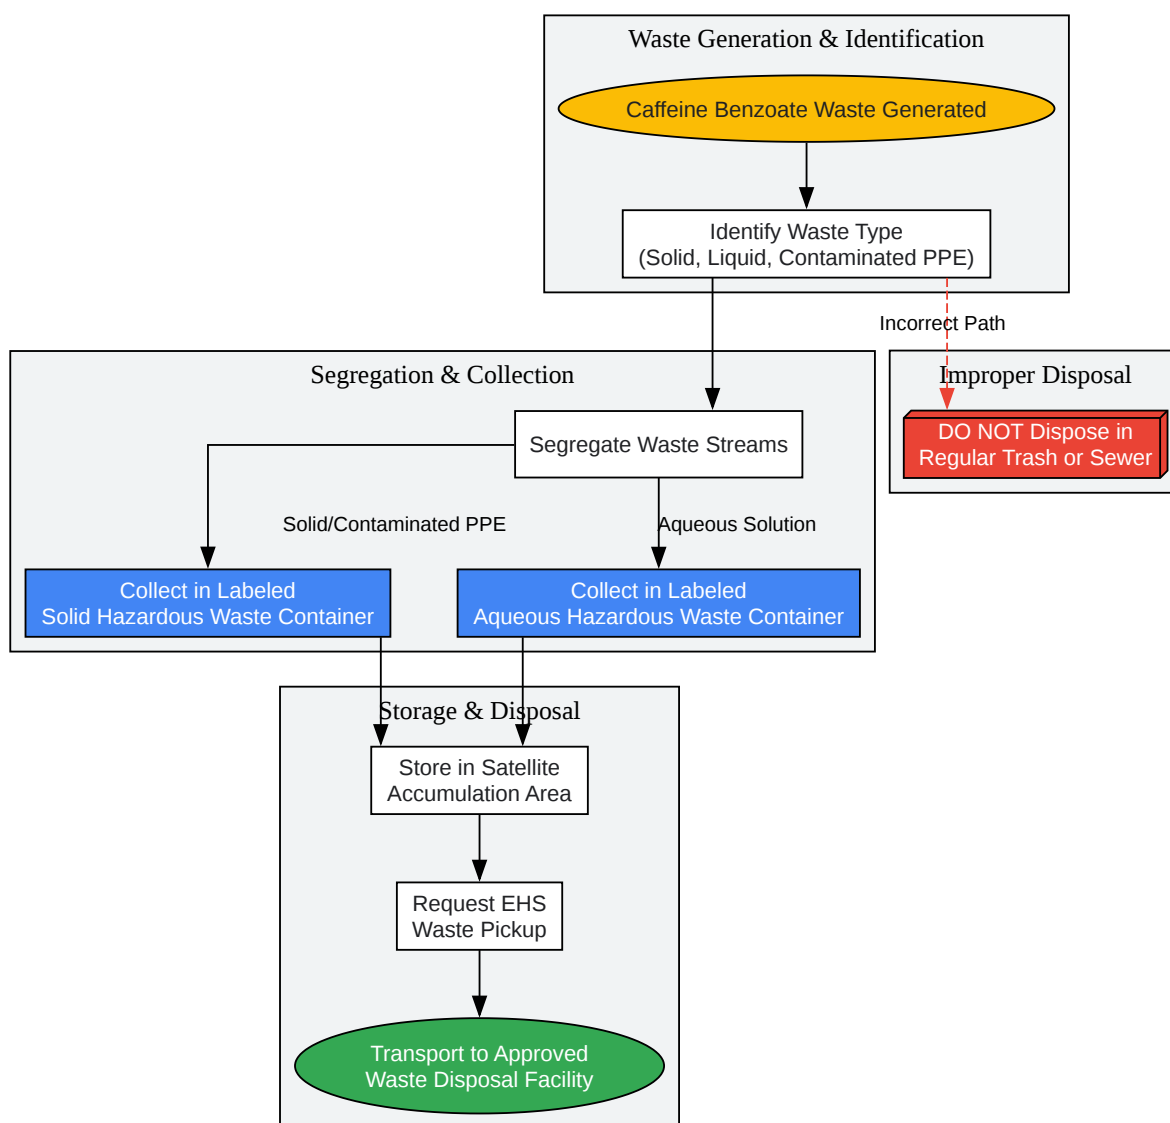 Waste Generation & Identification
Caffeine Benzoate Waste Generated
Identify Waste Type
(Solid, Liquid, Contaminated PPE)
Incorrect Path
Segregation & Collection
Improper Disposal
Segregate Waste Streams
DO NOT Dispose in
Regular Trash or Sewer
Solid/Contaminated PPE
Aqueous Solution
Collect in Labeled
Solid Hazardous Waste Container
Collect in Labeled
Aqueous Hazardous Waste Container
Storage & Disposal
Store in Satellite
Accumulation Area
Request EHS
Waste Pickup
Transport to Approved
Waste Disposal Facility